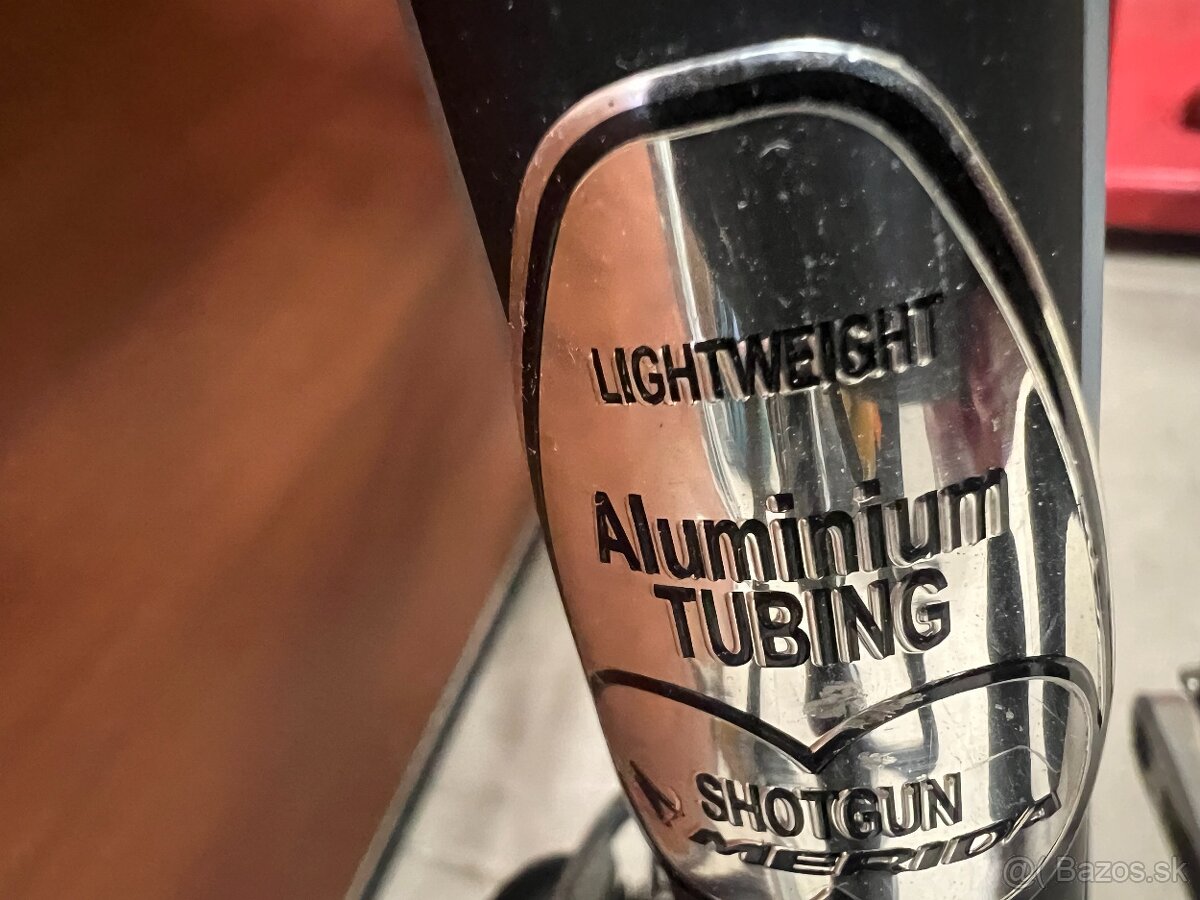 LIGHTWEIGHT
Aluminium
TUBING
SHOTGUN
MERIDA
Bazos.sk